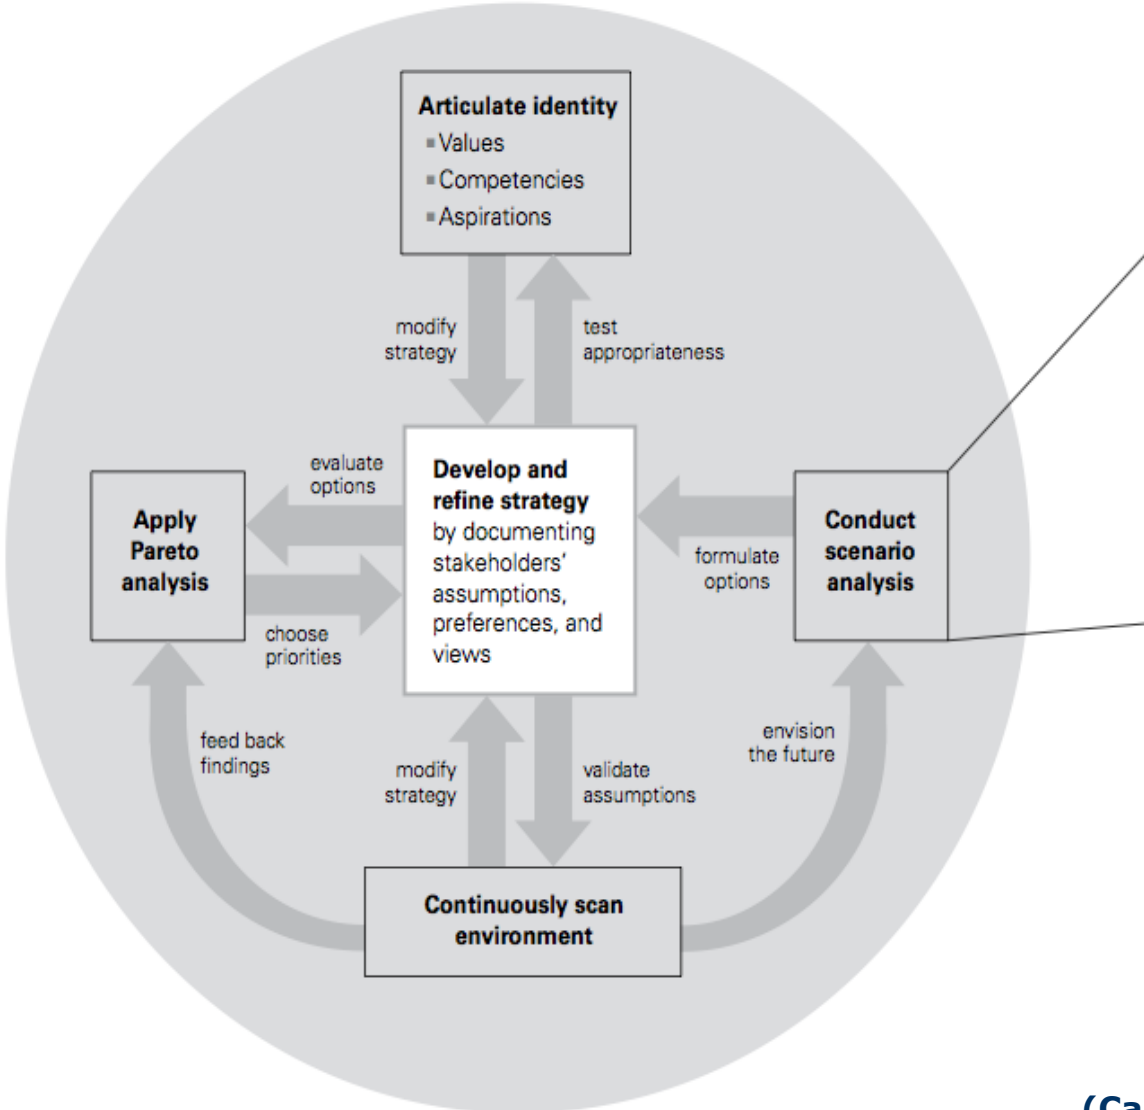 Articulate identity
▪ Values
▪ Competencies
▪ Aspirations
modify
strategy
test
appropriateness
evaluate
options
Develop and
refine strategy
by documenting
stakeholders’
assumptions,
preferences, and
views
Apply
Pareto
analysis
Conduct
scenario
analysis
formulate
options
choose
priorities
feed back
findings
modify
strategy
validate
assumptions
envision
the future
Continuously scan
environment